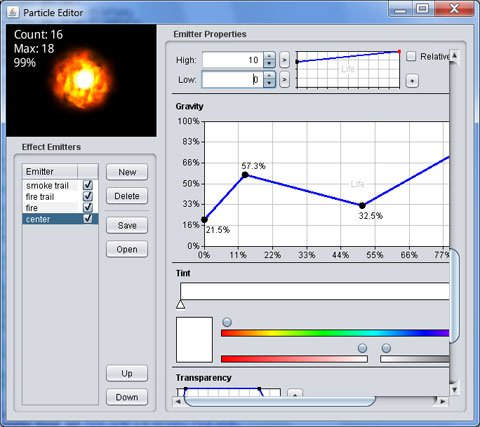 Particle Editor
Count: 16
Max: 18
99%
Effect Emitters
Emitter
smoke trail
fire trail
fire
center
New
Delete
Save
Open
Up
Down
Emitter Properties
High: 10 >
Low: 0 >
Life
Relative
+
Gravity
100%
83%
66%
50%
33%
16%
0%
57.3%
Life
21.5%
32.5%
0% 11% 22% 33% 44% 55% 66% 77%
Tint
Transparency